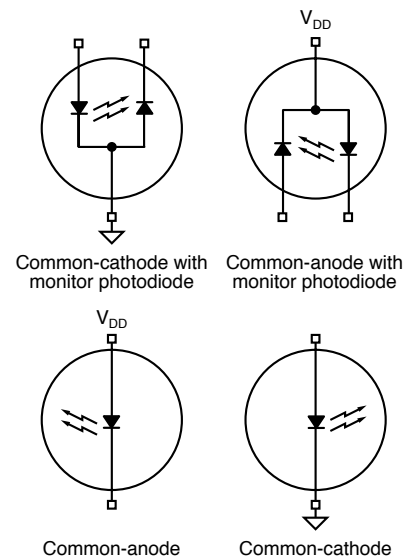 V_DD
Common-cathode with
monitor photodiode
Common-anode with
monitor photodiode
V_DD
Common-anode
Common-cathode